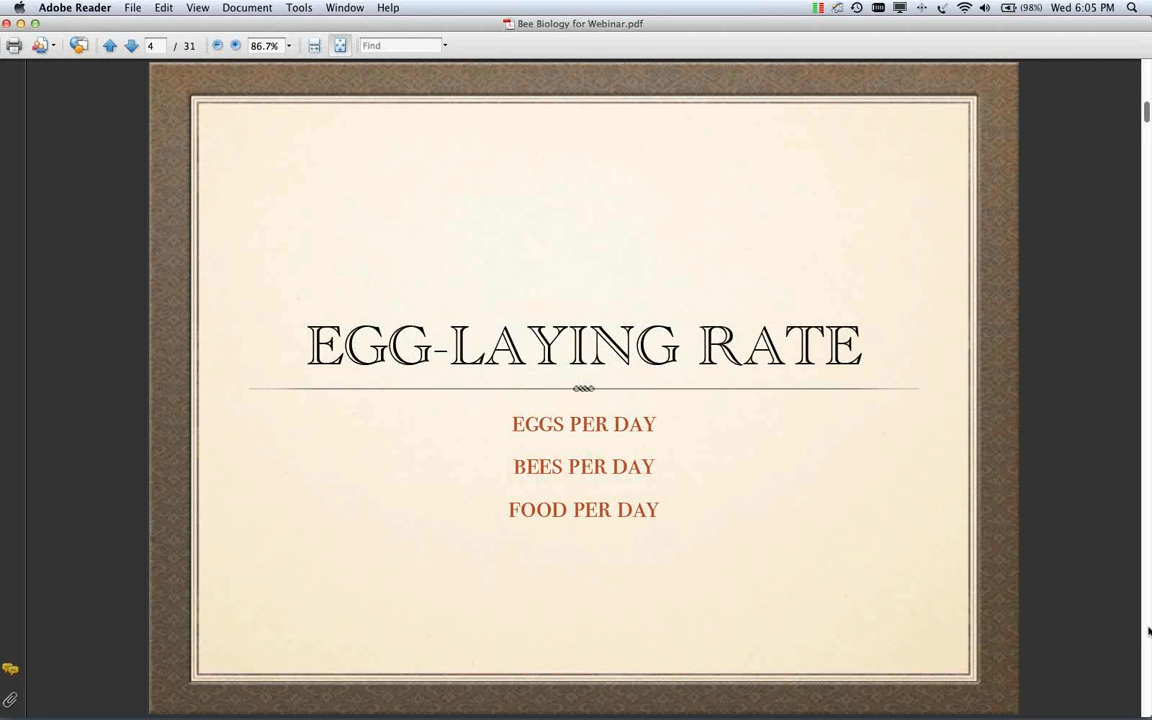 Adobe Reader File Edit View Document Tools Window Help (98%) Wed 6:05 PM
Bee Biology for Webinar.pdf
4 / 31 86.7% Find
EGG-LAYING RATE
EGGS PER DAY
BEES PER DAY
FOOD PER DAY